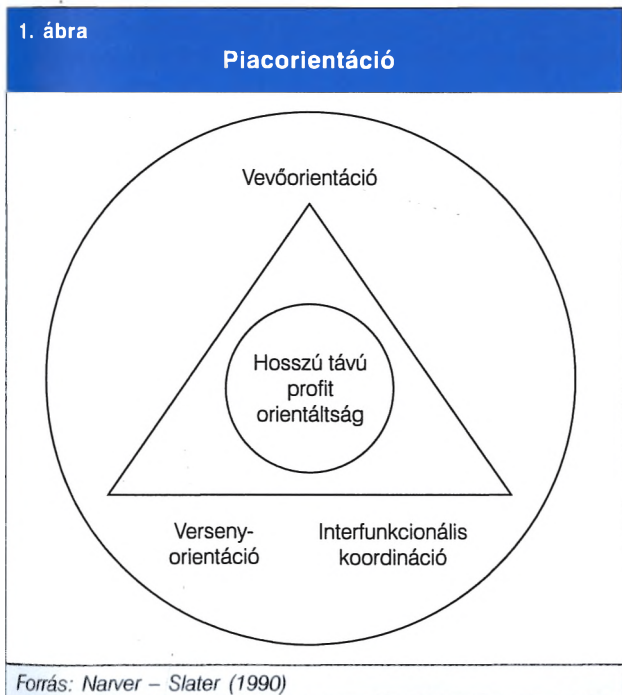 1. ábra
Piacorientáció
Vevőorientáció
Hosszú távú
profit
orientáltság
Verseny-
orientáció
Interfunkcionális
koordináció
Forrás: Narver – Slater (1990)